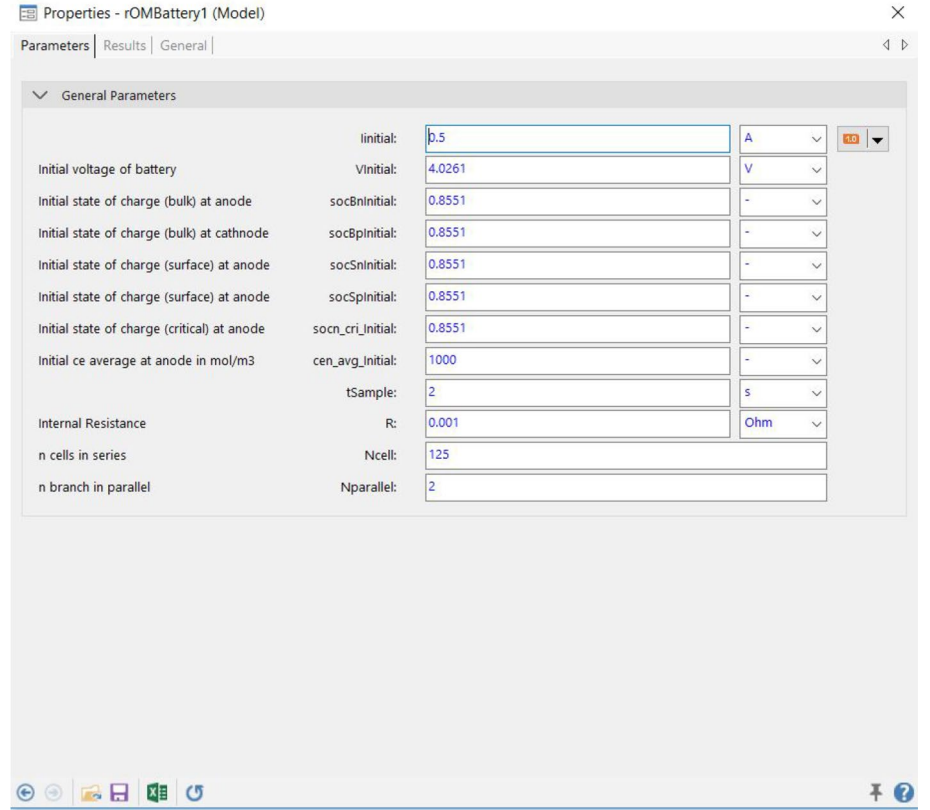 Properties - rOMBattery1 (Model)
Parameters Results General
General Parameters
Iinitial: 0.5 A 1.0
Initial voltage of battery VInitial: 4.0261 V
Initial state of charge (bulk) at anode socBnInitial: 0.8551 -
Initial state of charge (bulk) at cathnode socBpInitial: 0.8551 -
Initial state of charge (surface) at anode socSnInitial: 0.8551 -
Initial state of charge (surface) at anode socSpInitial: 0.8551 -
Initial state of charge (critical) at anode socn_cri_Initial: 0.8551 -
Initial ce average at anode in mol/m3 cen_avg_Initial: 1000 -
tSample: 2 s
Internal Resistance R: 0.001 Ohm
n cells in series Ncell: 125
n branch in parallel Nparallel: 2